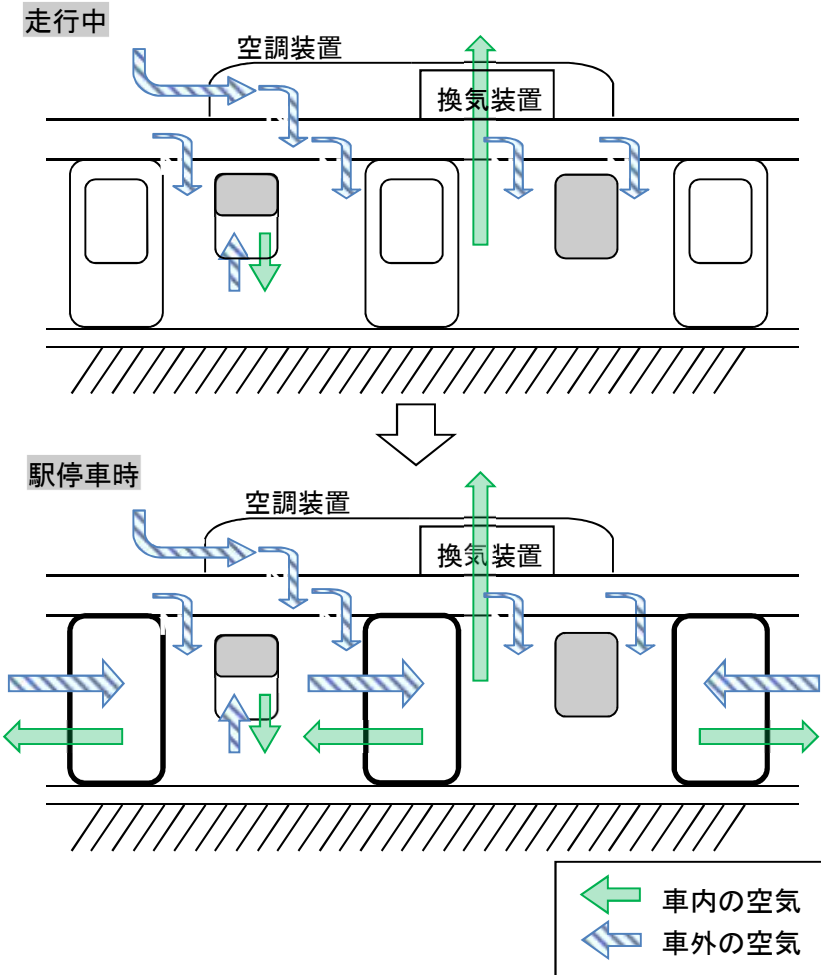 走行中
空調装置
換気装置
駅停車時
空調装置
換気装置
車内の空気
車外の空気